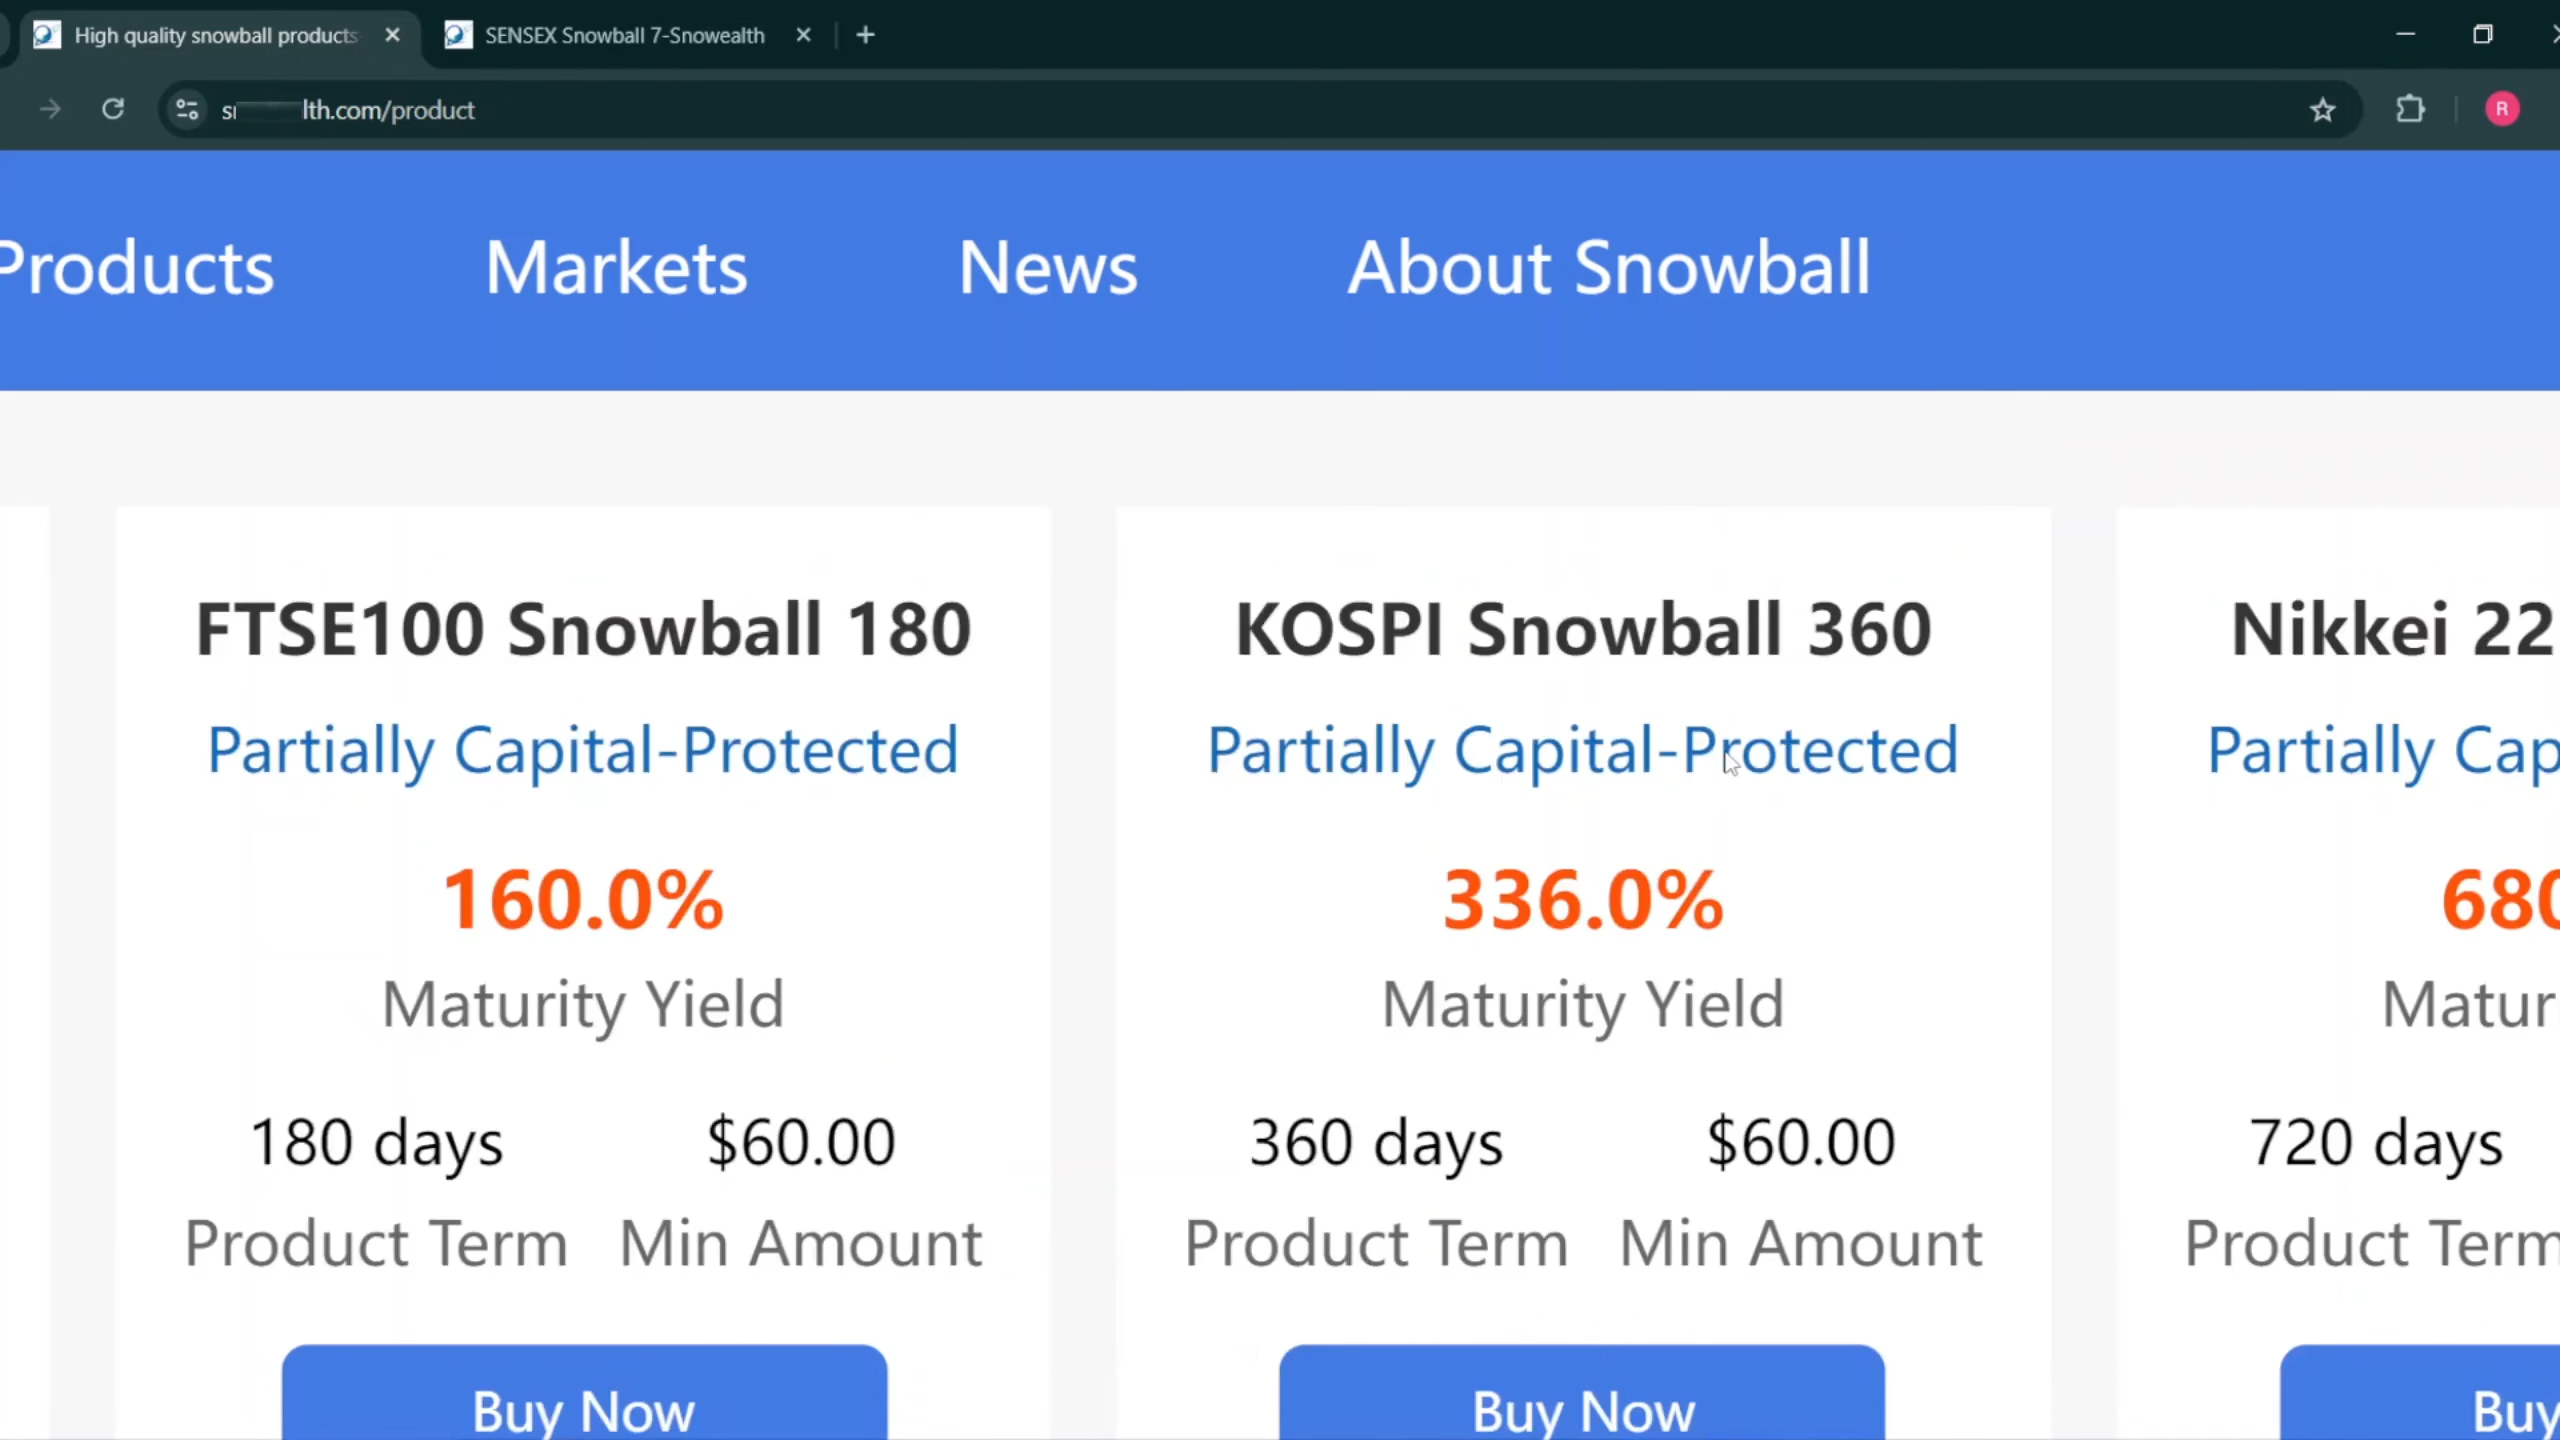 High quality snowball products
SENSEX Snowball 7-Snowealth
lth.com/product
R
Products
Markets
News
About Snowball
FTSE100 Snowball 180
Partially Capital-Protected
160.0%
Maturity Yield
180 days
$60.00
Product Term
Min Amount
Buy Now
KOSPI Snowball 360
Partially Capital-Protected
336.0%
Maturity Yield
360 days
$60.00
Product Term
Min Amount
Buy Now
Nikkei 22
Partially Cap
680
Matur
720 days
Product Term
Buy